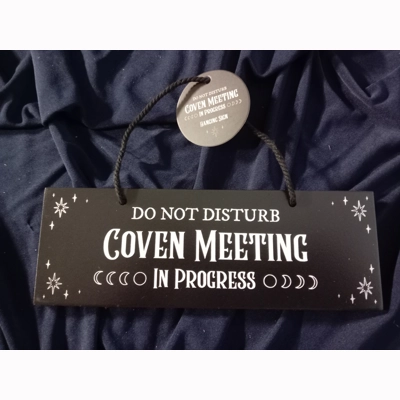 DO NOT DISTURB
COVEN MEETING
IN PROGRESS
HANGING SIGN
DO NOT DISTURB
COVEN MEETING
IN PROGRESS